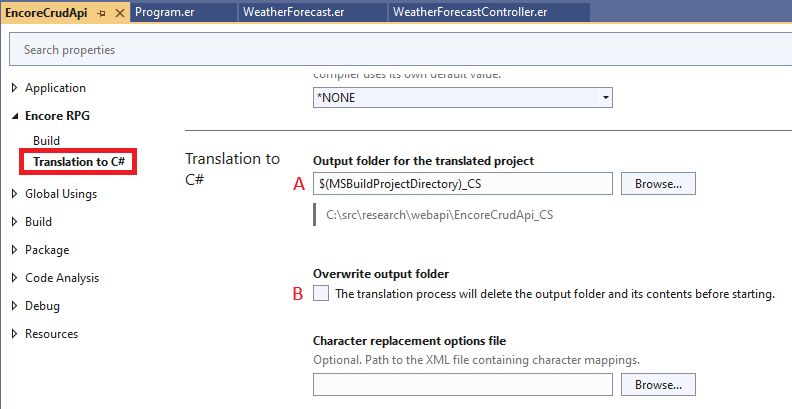 EncoreCrudApi Program.er WeatherForecast.er WeatherForecastController.er
Search properties
Application
Encore RPG
Build
Translation to C#
Global Usings
Build
Package
Code Analysis
Debug
Resources
compiler uses its own default value.
*NONE
Translation to
C#
Output folder for the translated project
A $(MSBuildProjectDirectory)_CS Browse...
C:\src\research\webapi\EncoreCrudApi_CS
Overwrite output folder
B The translation process will delete the output folder and its contents before starting.
Character replacement options file
Optional. Path to the XML file containing character mappings.
Browse...